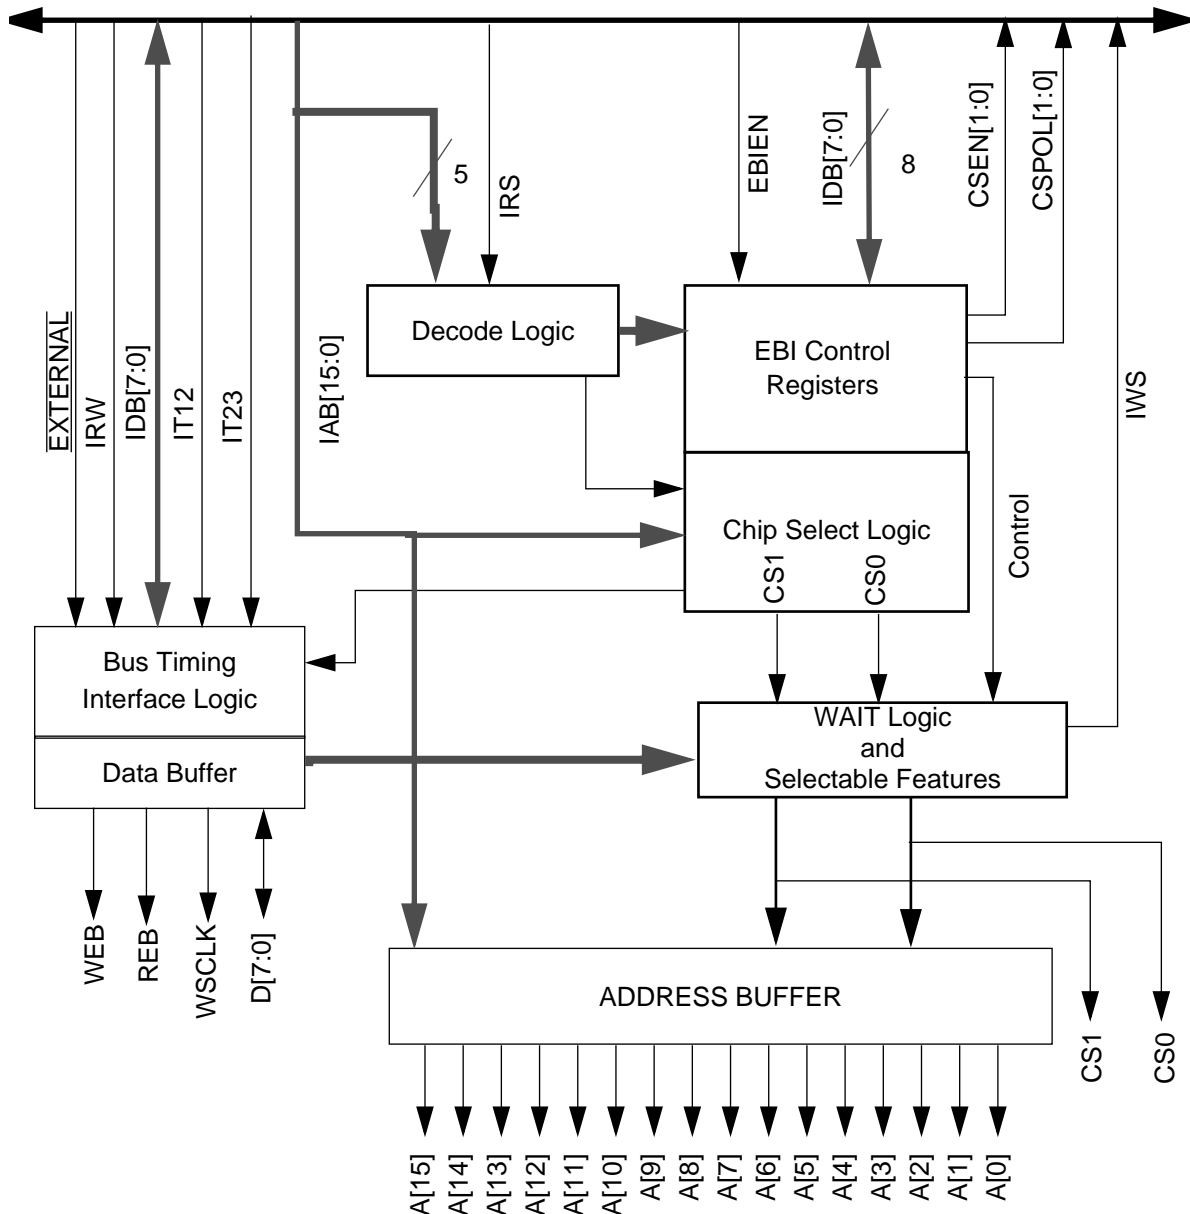 EXTERNAL
IRW
IDB[7:0]
IT12
IT23
IAB[15:0]
5
IRS
EBIEN
IDB[7:0]
8
CSEN[1:0]
CSPOL[1:0]
IWS
Decode Logic
EBI Control
Registers
Chip Select Logic
CS1
CS0
Control
Bus Timing
Interface Logic
Data Buffer
WAIT Logic
and
Selectable Features
WEB
REB
WSCLK
D[7:0]
ADDRESS BUFFER
CS1
CS0
A[15]
A[14]
A[13]
A[12]
A[11]
A[10]
A[9]
A[8]
A[7]
A[6]
A[5]
A[4]
A[3]
A[2]
A[1]
A[0]